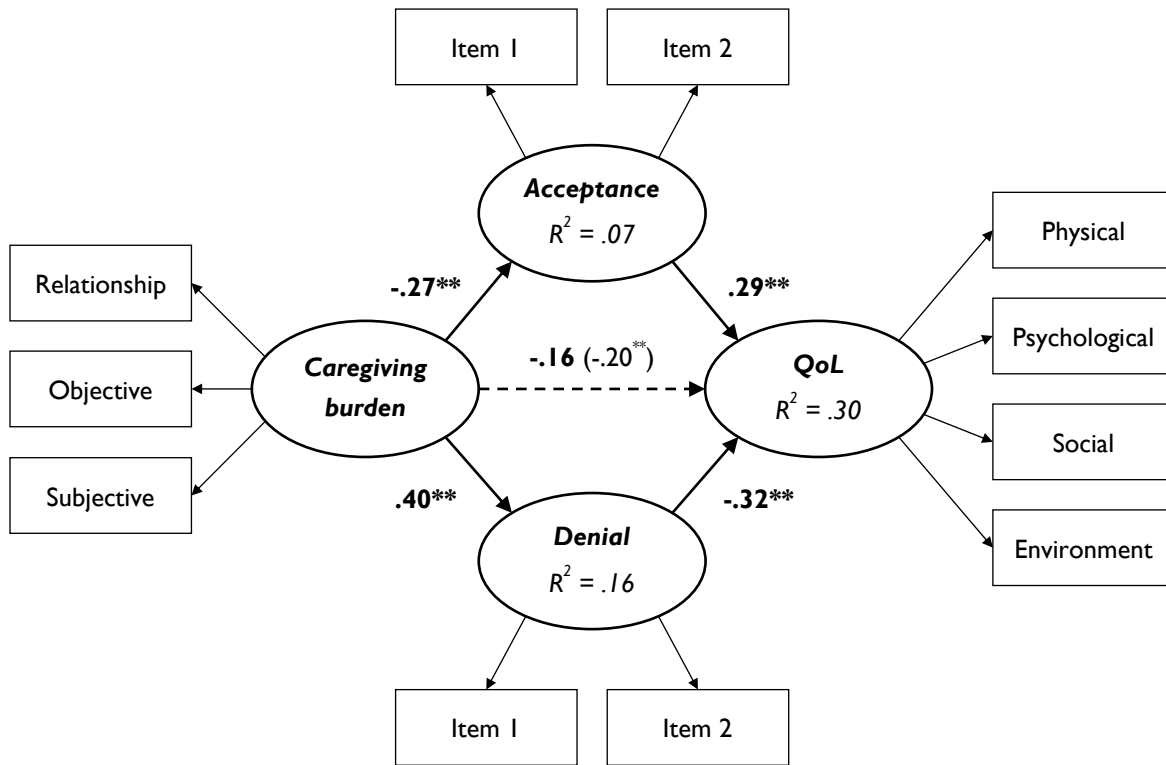 Item 1
Item 2
Acceptance
R² = .07
Relationship
Objective
Subjective
-.27**
.29**
Caregiving
burden
-.16 (-.20**)
QoL
R² = .30
.40**
-.32**
Denial
R² = .16
Physical
Psychological
Social
Environment
Item 1
Item 2